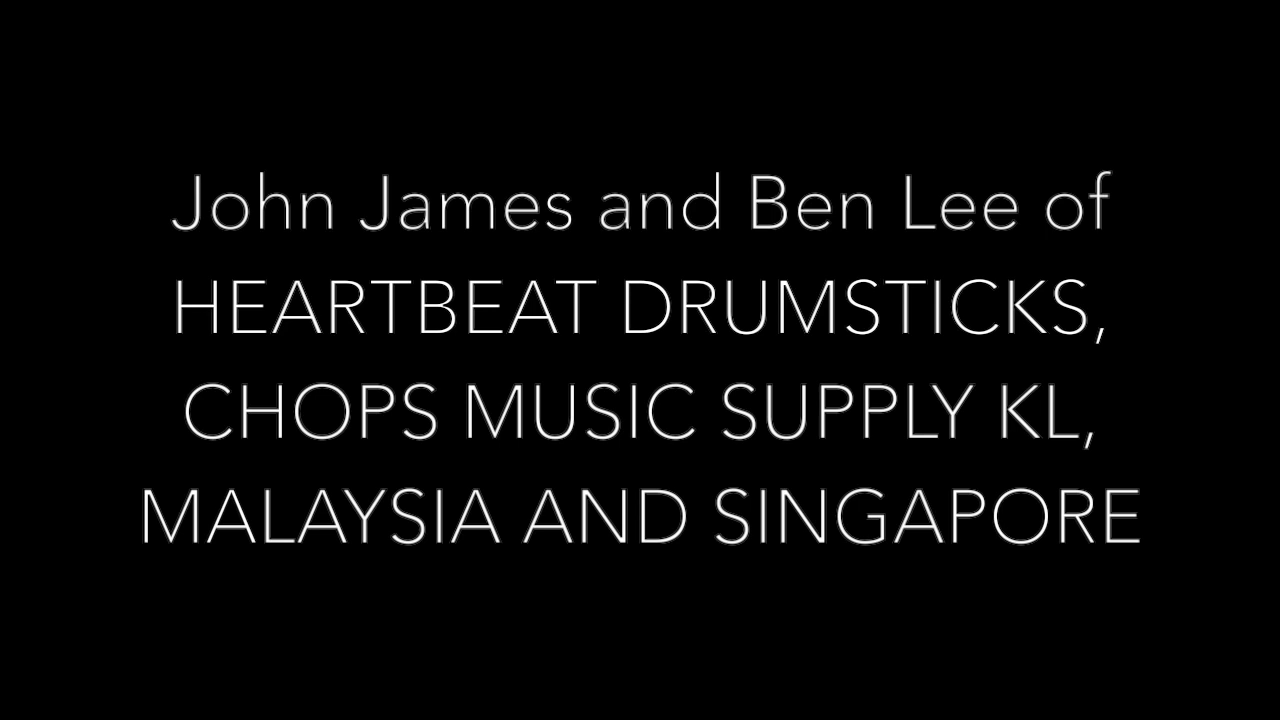 John James and Ben Lee of
HEARTBEAT DRUMSTICKS,
CHOPS MUSIC SUPPLY KL,
MALAYSIA AND SINGAPORE